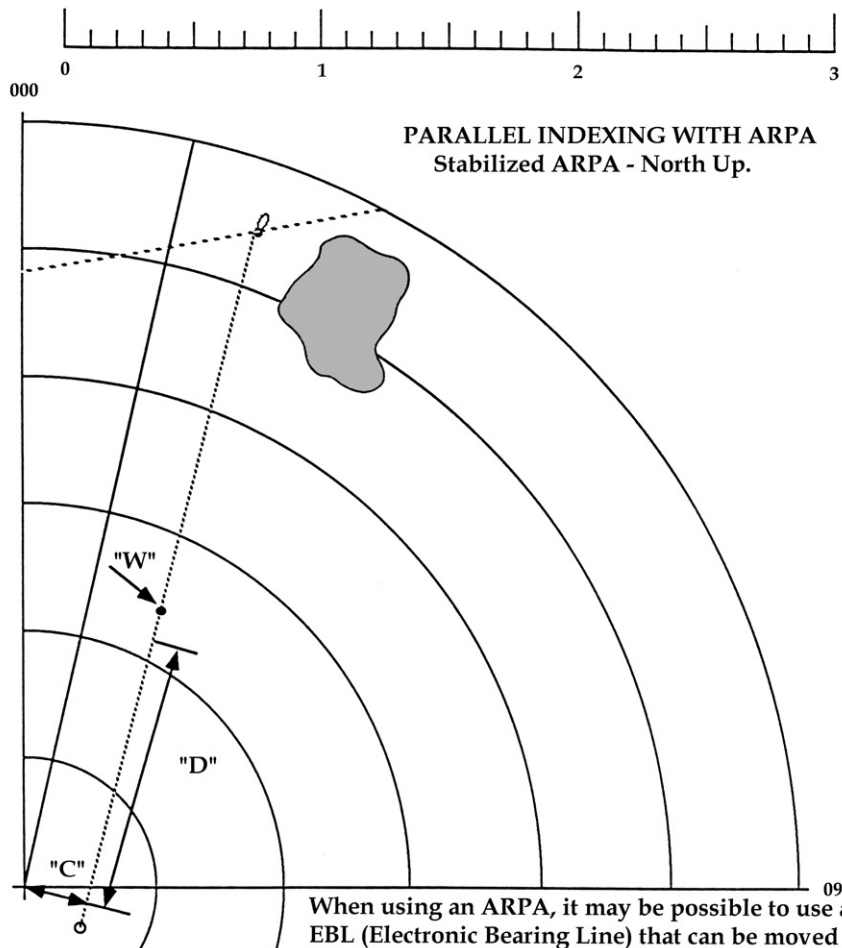 0 1 2 3
000
PARALLEL INDEXING WITH ARPA
Stabilized ARPA - North Up.
"W"
"D"
"C"
09
When using an ARPA, it may be possible to use a
EBL (Electronic Bearing Line) that can be moved